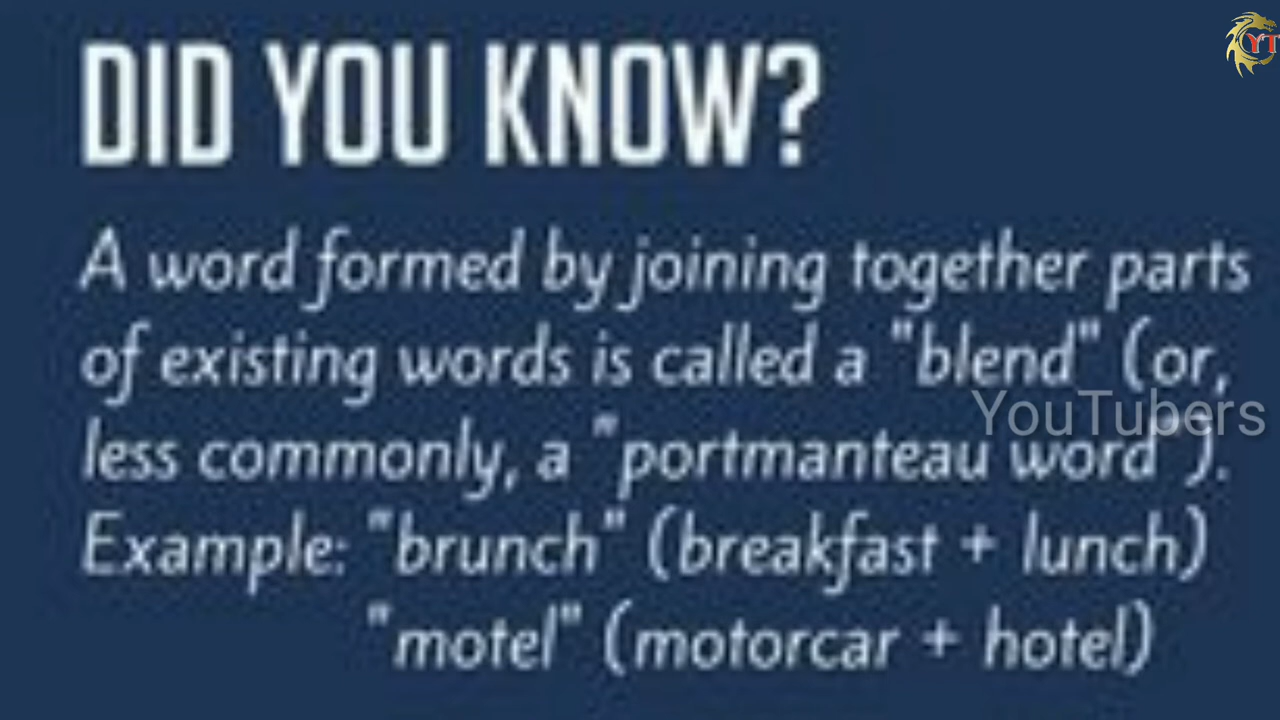 DID YOU KNOW?
A word formed by joining together parts
of existing words is called a "blend" (or,
less commonly, a "portmanteau word").
Example: "brunch" (breakfast + lunch)
"motel" (motorcar + hotel)
YouTubers
YT